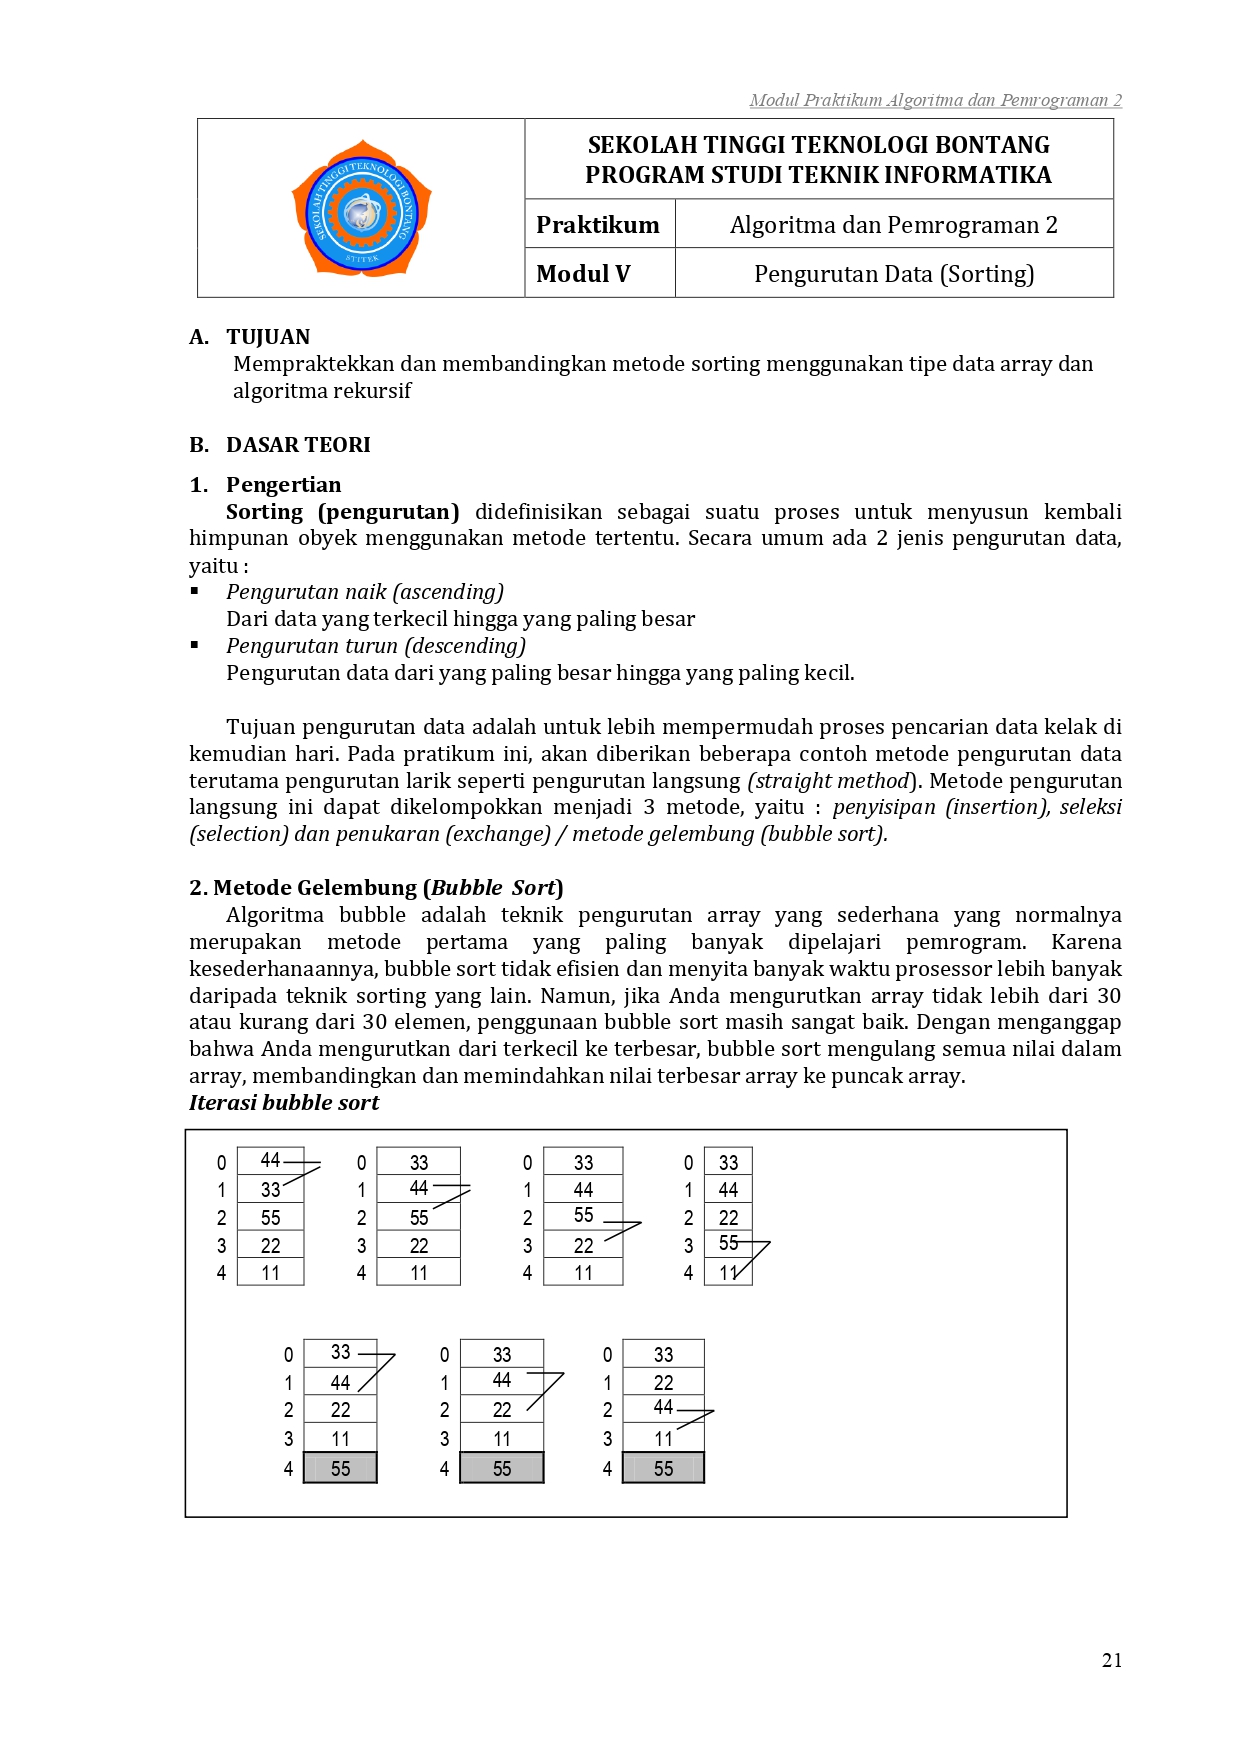 Modul Praktikum Algoritma dan Pemrograman 2
SEKOLAH TINGGI TEKNOLOGI BONTANG
STITEK
SEKOLAH TINGGI TEKNOLOGI BONTANG
PROGRAM STUDI TEKNIK INFORMATIKA
Praktikum Algoritma dan Pemrograman 2
Modul V Pengurutan Data (Sorting)
A. TUJUAN
Mempraktekkan dan membandingkan metode sorting menggunakan tipe data array dan
algoritma rekursif
B. DASAR TEORI
1. Pengertian
Sorting (pengurutan) didefinisikan sebagai suatu proses untuk menyusun kembali
himpunan obyek menggunakan metode tertentu. Secara umum ada 2 jenis pengurutan data,
yaitu :
▪ Pengurutan naik (ascending)
Dari data yang terkecil hingga yang paling besar
▪ Pengurutan turun (descending)
Pengurutan data dari yang paling besar hingga yang paling kecil.
Tujuan pengurutan data adalah untuk lebih mempermudah proses pencarian data kelak di
kemudian hari. Pada pratikum ini, akan diberikan beberapa contoh metode pengurutan data
terutama pengurutan larik seperti pengurutan langsung (straight method). Metode pengurutan
langsung ini dapat dikelompokkan menjadi 3 metode, yaitu : penyisipan (insertion), seleksi
(selection) dan penukaran (exchange) / metode gelembung (bubble sort).
2. Metode Gelembung (Bubble Sort)
Algoritma bubble adalah teknik pengurutan array yang sederhana yang normalnya
merupakan metode pertama yang paling banyak dipelajari pemrogram. Karena
kesederhanaannya, bubble sort tidak efisien dan menyita banyak waktu prosessor lebih banyak
daripada teknik sorting yang lain. Namun, jika Anda mengurutkan array tidak lebih dari 30
atau kurang dari 30 elemen, penggunaan bubble sort masih sangat baik. Dengan menganggap
bahwa Anda mengurutkan dari terkecil ke terbesar, bubble sort mengulang semua nilai dalam
array, membandingkan dan memindahkan nilai terbesar array ke puncak array.
Iterasi bubble sort
0 44 0 33 0 33 0 33
1 33 1 44 1 44 1 44
2 55 2 55 2 55 2 22
3 22 3 22 3 22 3 55
4 11 4 11 4 11 4 11
0 33 0 33 0 33
1 44 1 44 1 22
2 22 2 22 2 44
3 11 3 11 3 11
4 55 4 55 4 55
21